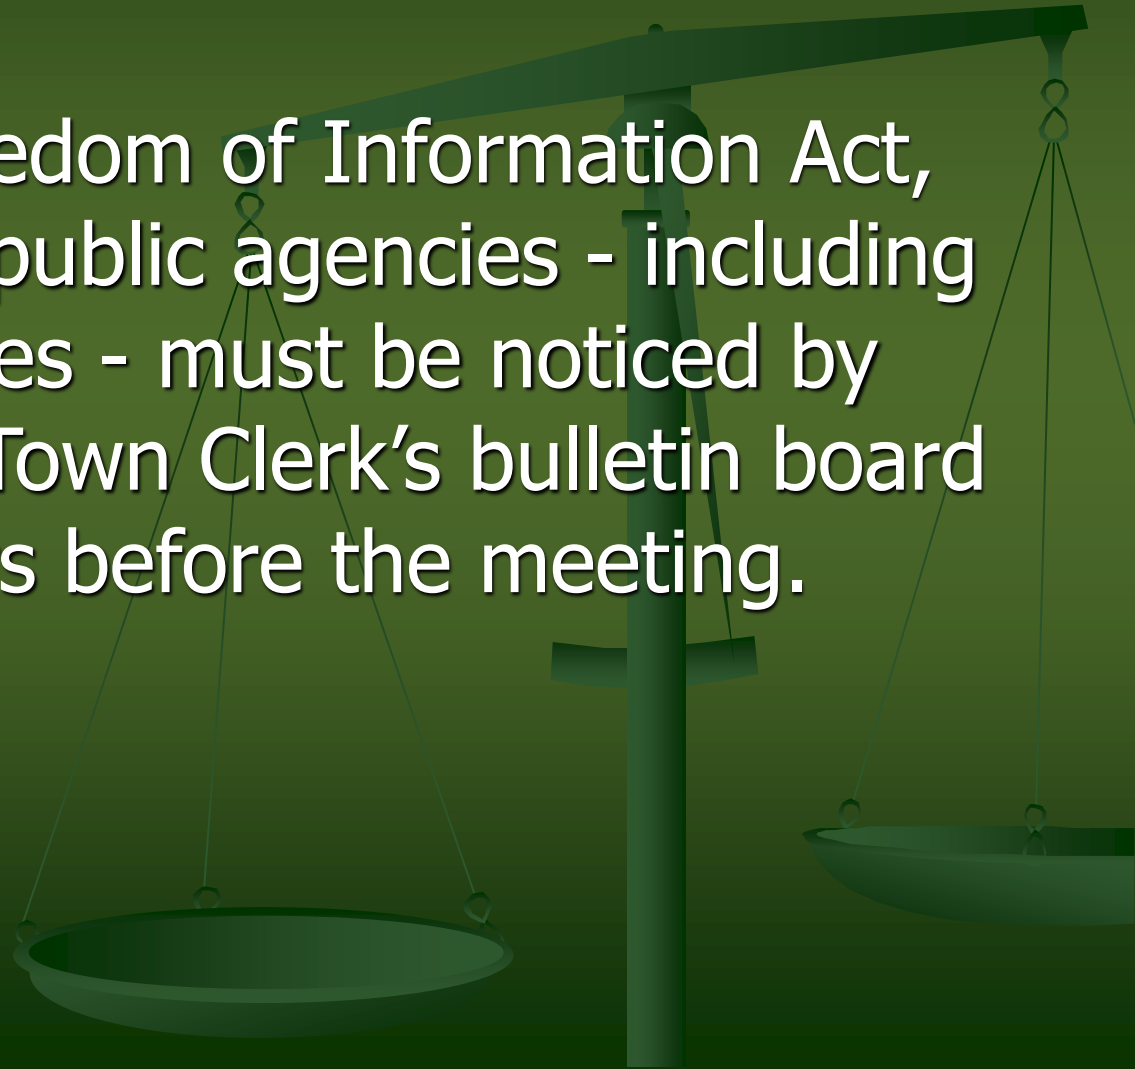 edom of Information Act,
public agencies - including
es - must be noticed by
Town Clerk’s bulletin board
s before the meeting.